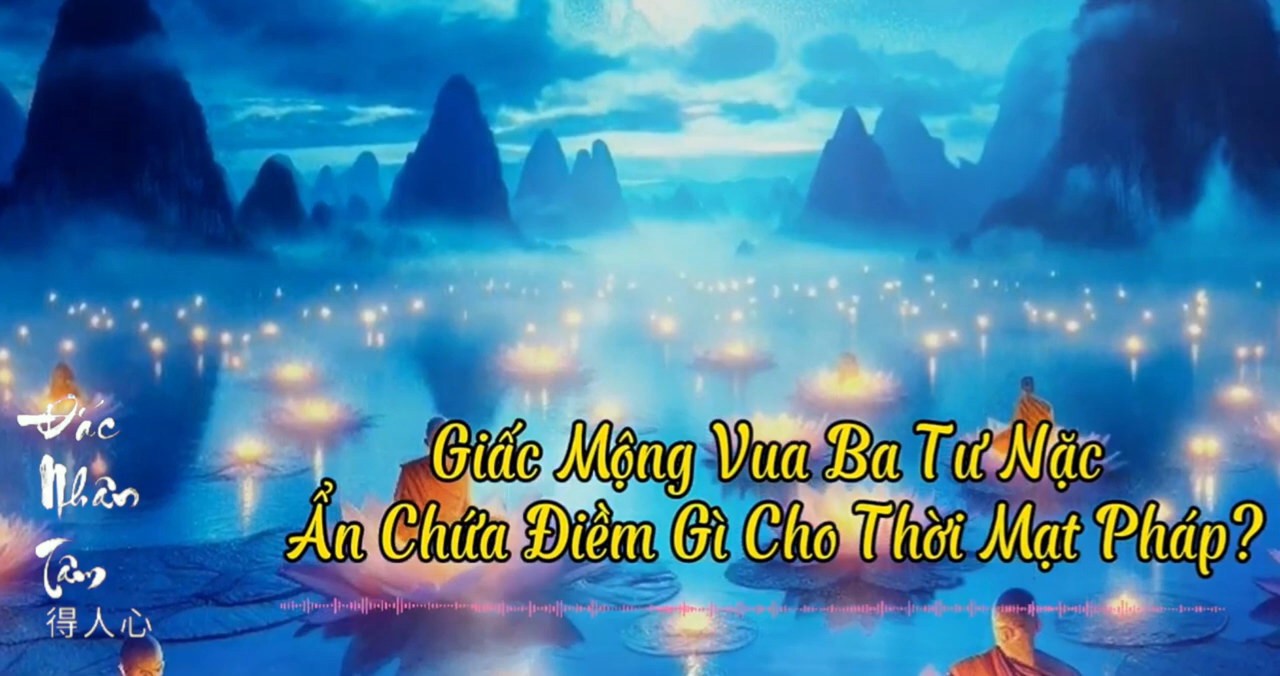 Đắc
Nhân
Tâm
得人心
Giấc Mộng Vua Ba Tư Nặc
Ẩn Chứa Điềm Gì Cho Thời Mạt Pháp?